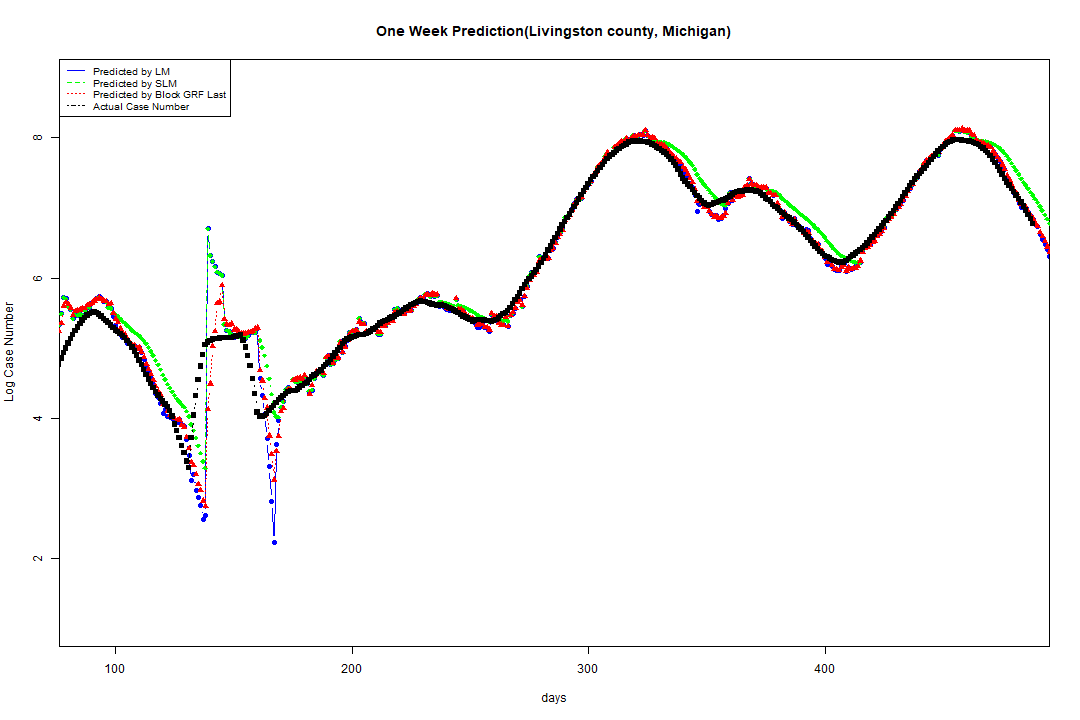 One Week Prediction(Livingston county, Michigan)
Predicted by LM
Predicted by SLM
Predicted by Block GRF Last
Actual Case Number
8
6
4
2
Log Case Number
100 200 300 400
days